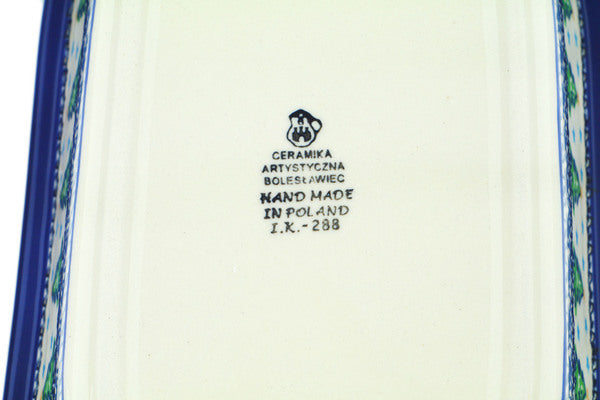 CERAMIKA
ARTYSTYCZNA
BOLESŁAWIEC
HAND MADE
IN POLAND
I.K.-288